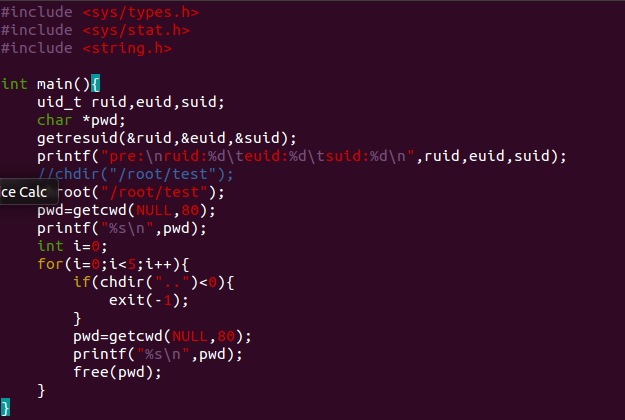 #include <sys/types.h>
#include <sys/stat.h>
#include <string.h>
int main(){
uid_t ruid,euid,suid;
char *pwd;
getresuid(&ruid,&euid,&suid);
printf("pre:\nruid:%d\teuid:%d\tsuid:%d\n",ruid,euid,suid);
//chdir("/root/test");
ce Calc root("/root/test");
pwd=getcwd(NULL,80);
printf("%s\n",pwd);
int i=0;
for(i=0;i<5;i++){
if(chdir("..")<0){
exit(-1);
}
pwd=getcwd(NULL,80);
printf("%s\n",pwd);
free(pwd);
}
}